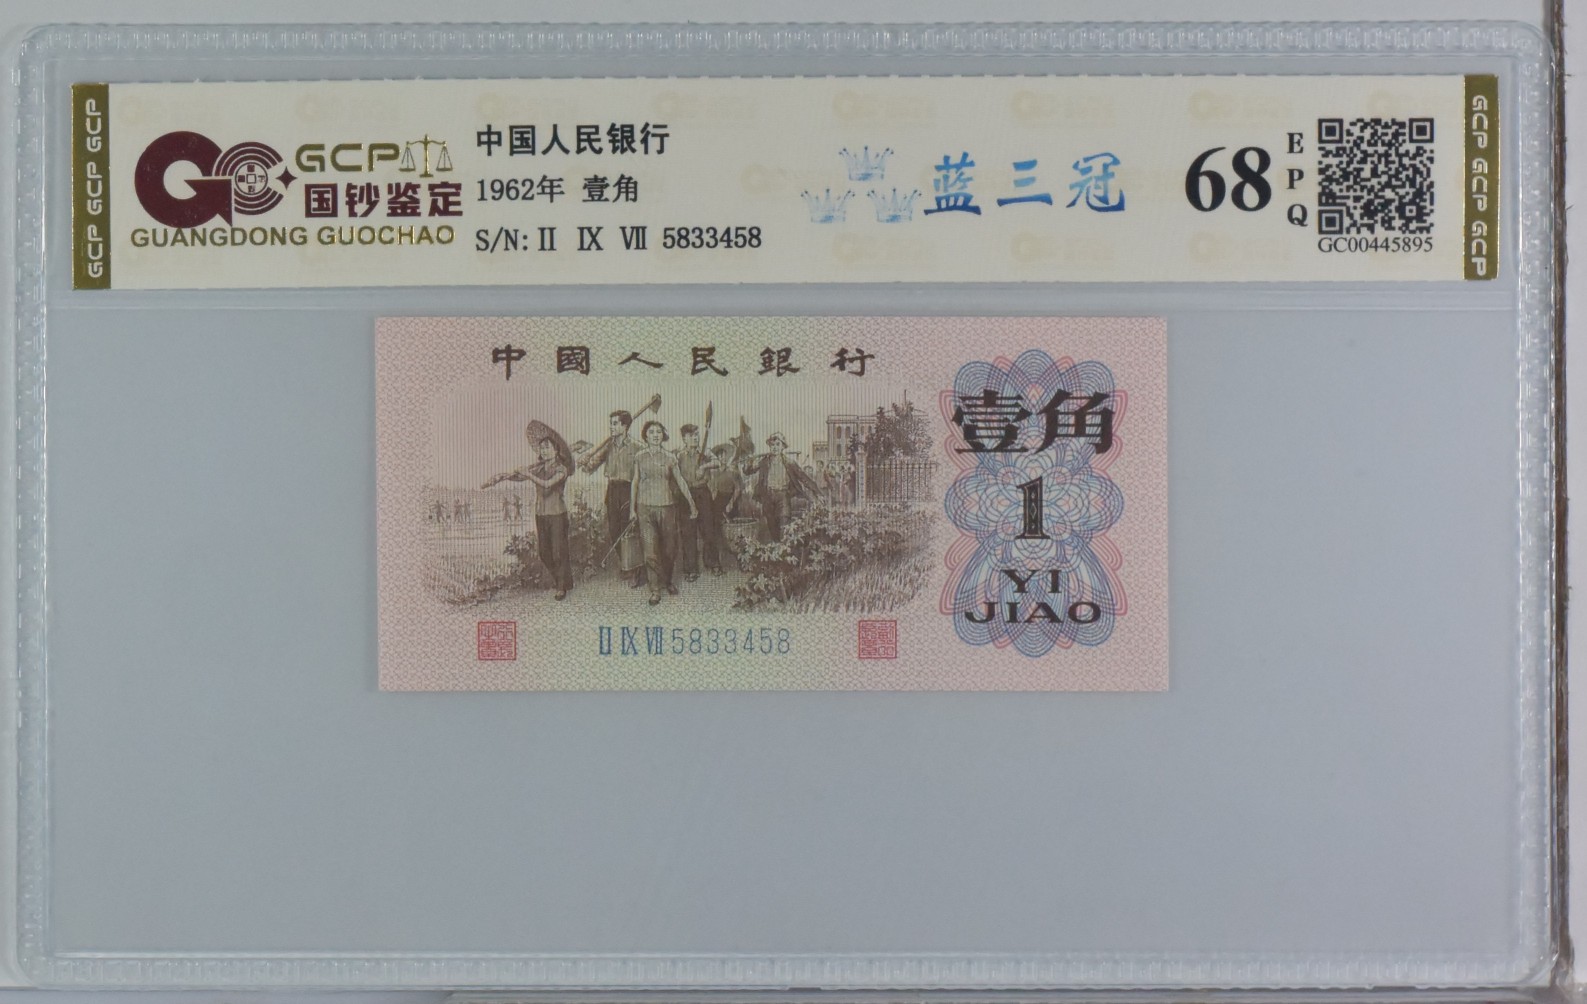 GCP GCP GCP
GCP
国钞鉴定
GUANGDONG GUOCHAO
中国人民银行
1962年 壹角
S/N: II IX VII 5833458
蓝三冠
68
E
P
Q
GC00445895
GCP GCP GCP
中國人民銀行
壹角
1
YI
JIAO
II IX VII 5833458